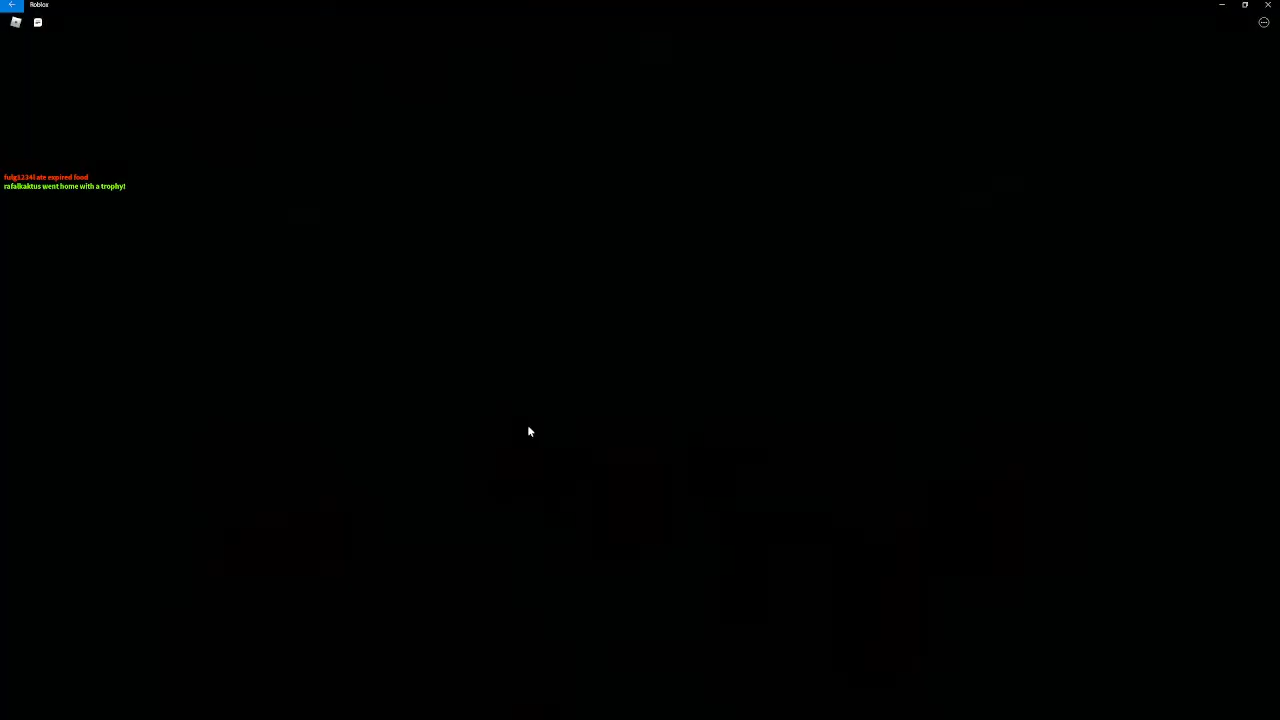 Roblox
fulg1234l ate expired food
rafalkaktus went home with a trophy!